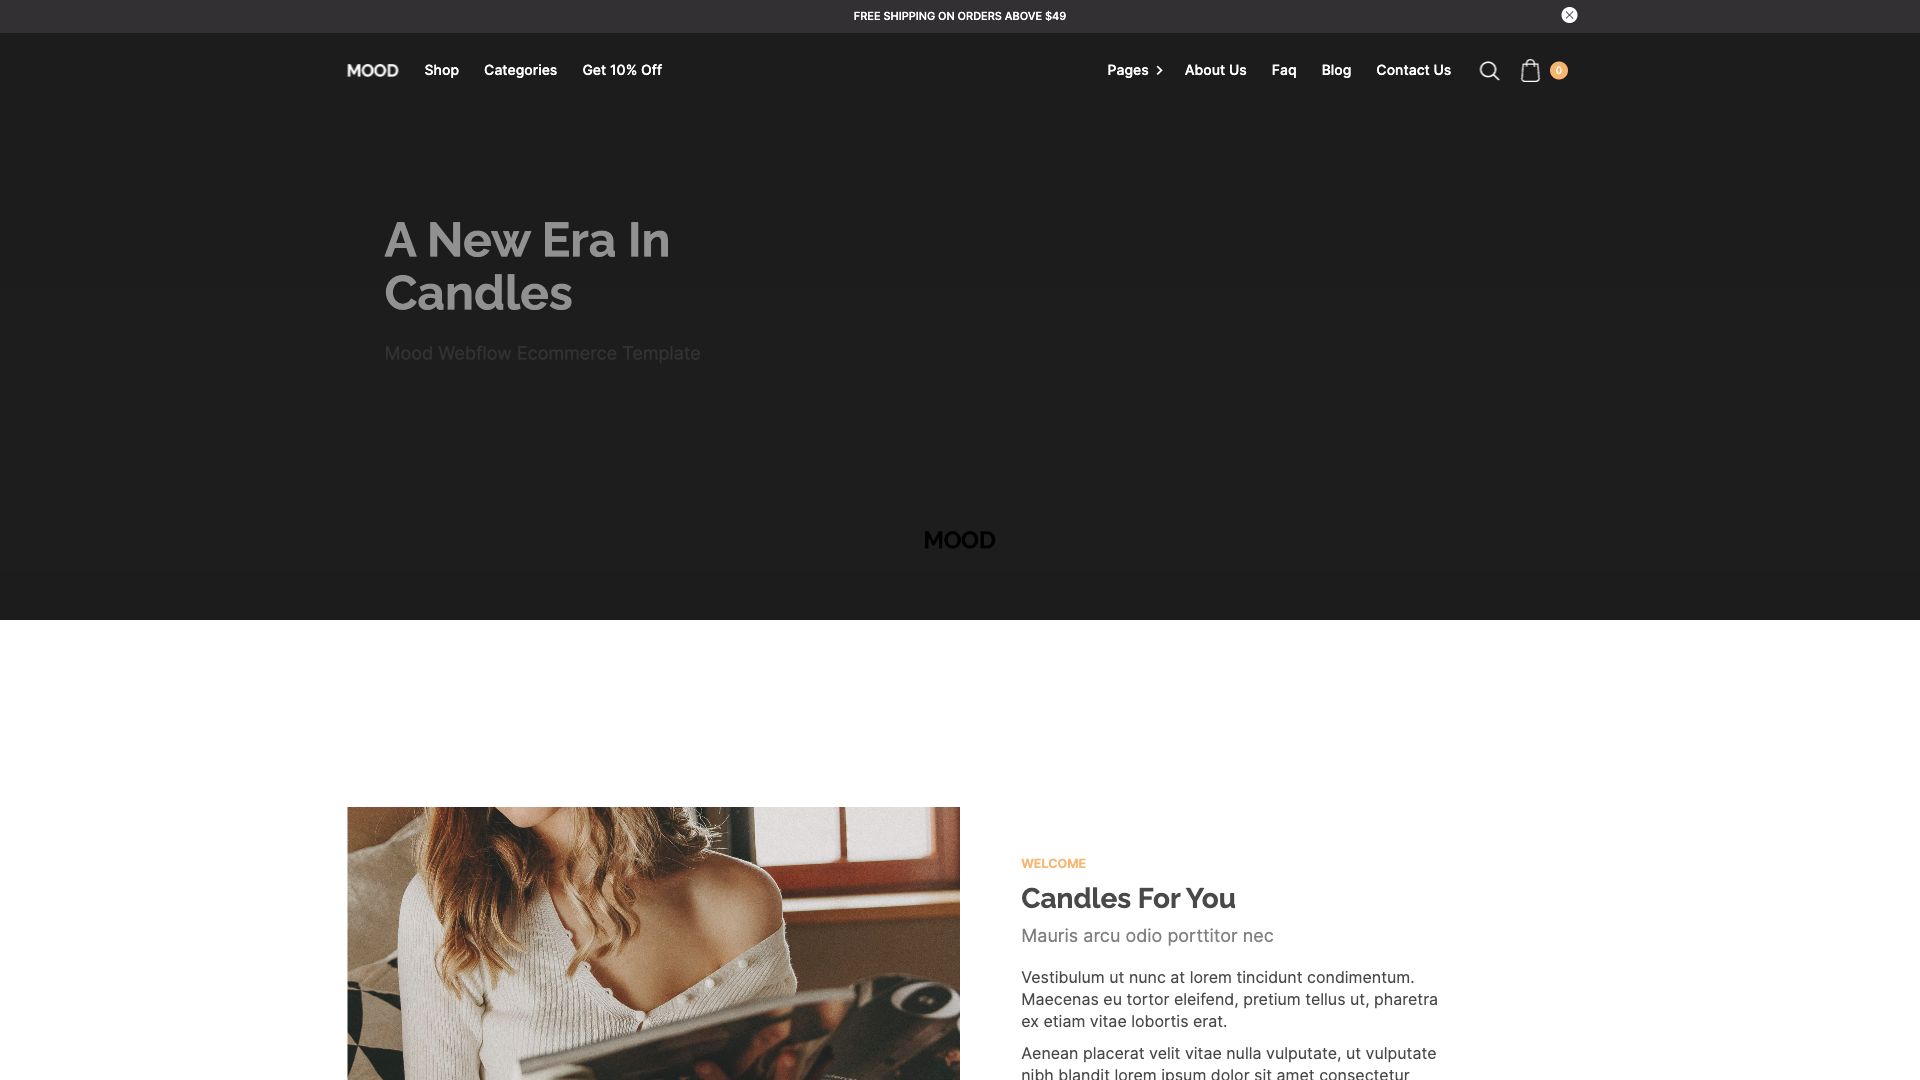 FREE SHIPPING ON ORDERS ABOVE $49
MOOD Shop Categories Get 10% Off Pages About Us Faq Blog Contact Us 0
A New Era In
Candles
Mood Webflow Ecommerce Template
MOOD
WELCOME
Candles For You
Mauris arcu odio porttitor nec
Vestibulum ut nunc at lorem tincidunt condimentum.
Maecenas eu tortor eleifend, pretium tellus ut, pharetra
ex etiam vitae lobortis erat.
Aenean placerat velit vitae nulla vulputate, ut vulputate
nibh blandit lorem ipsum dolor sit amet consectetur